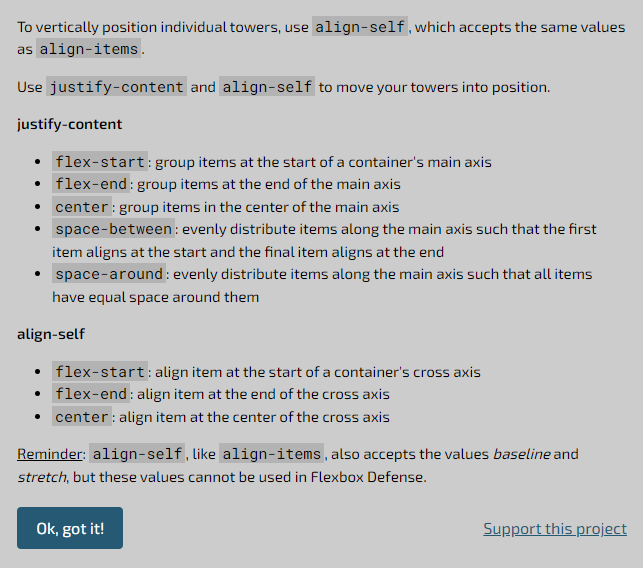 To vertically position individual towers, use align-self, which accepts the same values
as align-items.
Use justify-content and align-self to move your towers into position.
justify-content
• flex-start: group items at the start of a container's main axis
• flex-end: group items at the end of the main axis
• center: group items in the center of the main axis
• space-between: evenly distribute items along the main axis such that the first
item aligns at the start and the final item aligns at the end
• space-around: evenly distribute items along the main axis such that all items
have equal space around them
align-self
• flex-start: align item at the start of a container's cross axis
• flex-end: align item at the end of the cross axis
• center: align item at the center of the cross axis
Reminder: align-self, like align-items, also accepts the values baseline and
stretch, but these values cannot be used in Flexbox Defense.
Ok, got it!
Support this project